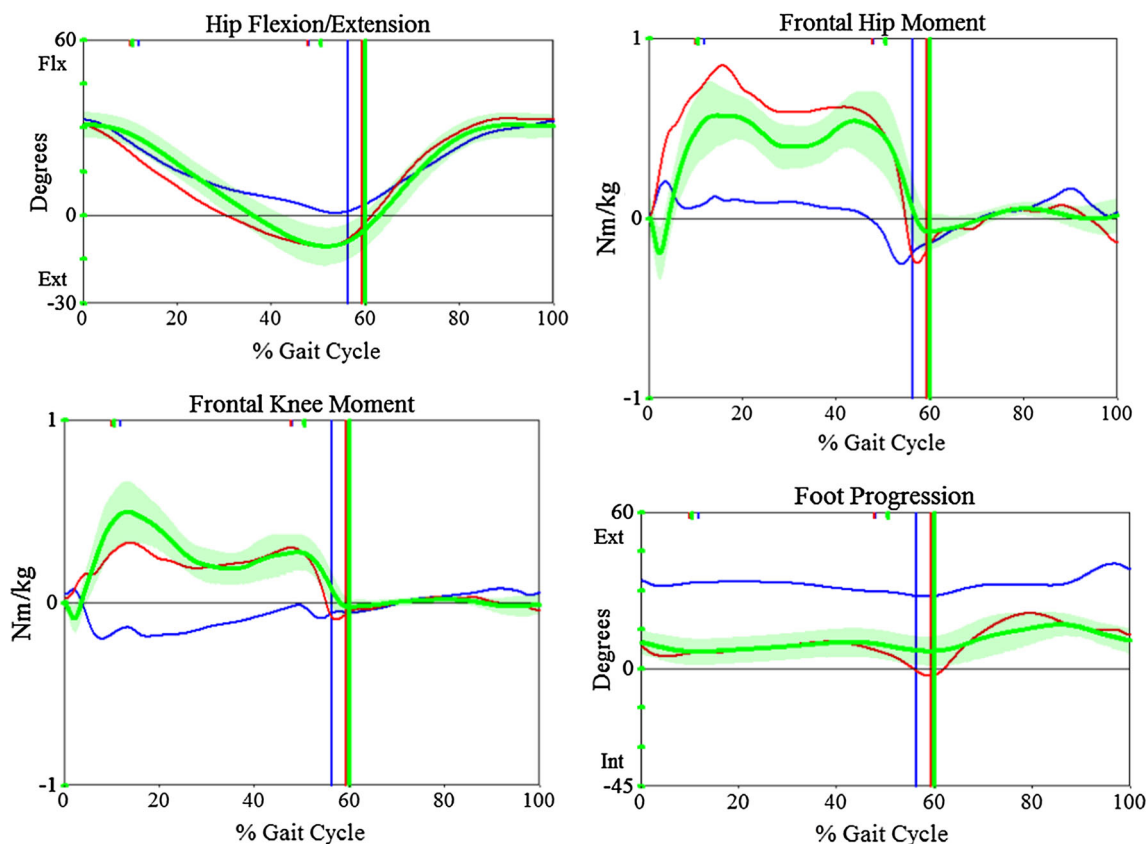 Hip Flexion/Extension
60
Flx
Degrees
0
Ext
-30
0 20 40 60 80 100
% Gait Cycle
Frontal Hip Moment
1
Nm/kg
0
-1
0 20 40 60 80 100
% Gait Cycle
Frontal Knee Moment
1
Nm/kg
0
-1
0 20 40 60 80 100
% Gait Cycle
Foot Progression
60
Ext
Degrees
0
Int
-45
0 20 40 60 80 100
% Gait Cycle